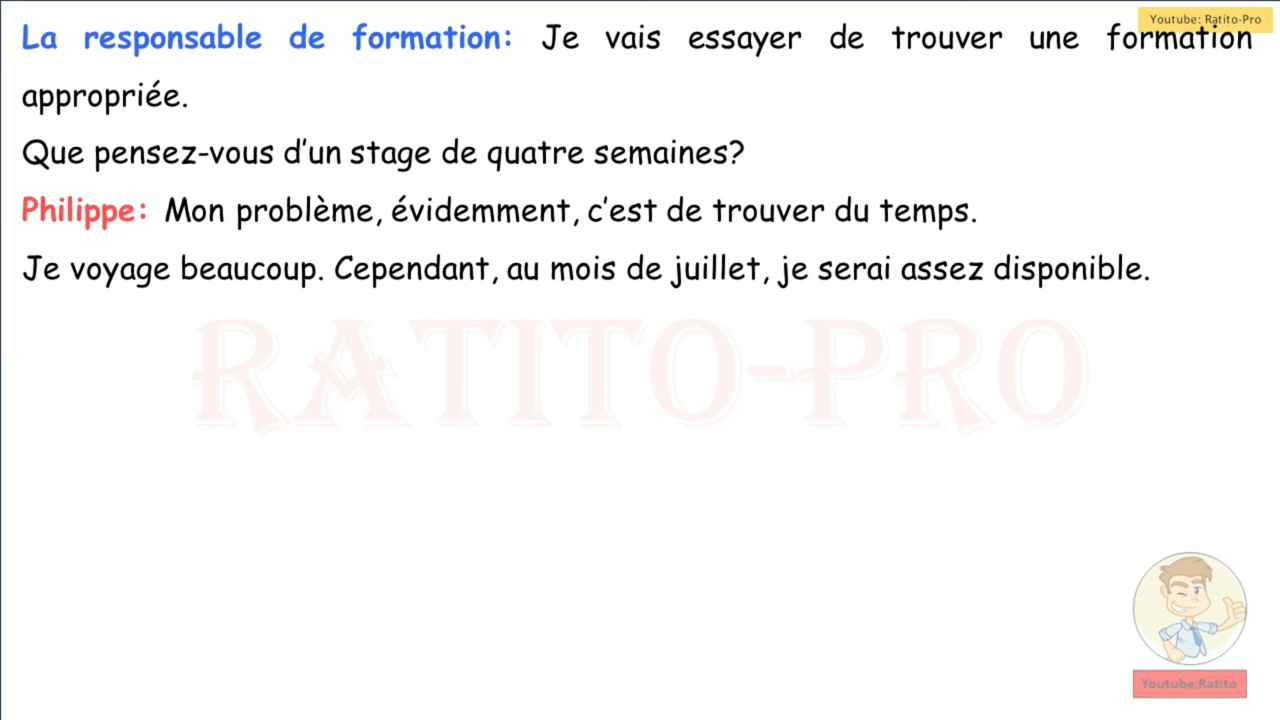 Youtube: Ratito-Pro
La responsable de formation: Je vais essayer de trouver une formation
appropriée.
Que pensez-vous d'un stage de quatre semaines?
Philippe: Mon problème, évidemment, c'est de trouver du temps.
Je voyage beaucoup. Cependant, au mois de juillet, je serai assez disponible.
RATITO-PRO
Youtube:Ratito